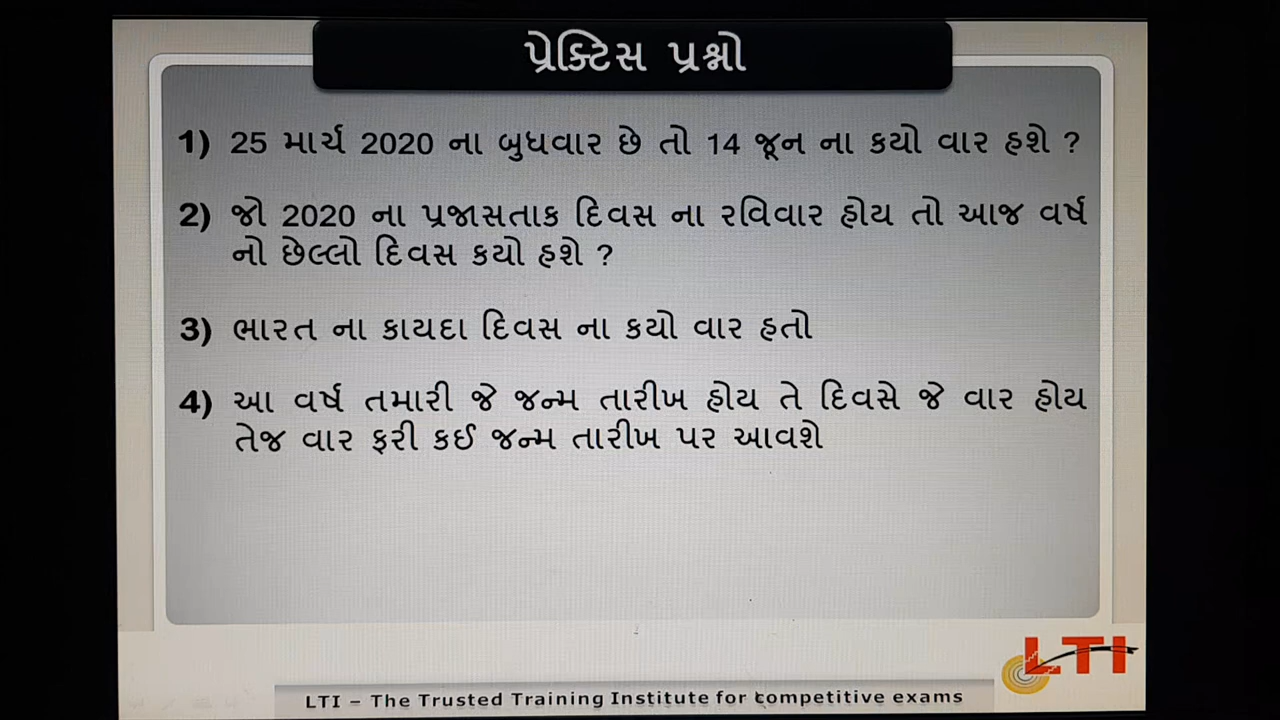 પ્રેક્ટિસ પ્રશ્નો
1) 25 માર્ચ 2020 ના બુધવાર છે તો 14 જૂન ના કયો વાર હશે ?
2) જો 2020 ના પ્રજાસતાક દિવસ ના રવિવાર હોય તો આજ વર્ષ
નો છેલ્લો દિવસ કયો હશે ?
3) ભારત ના કાયદા દિવસ ના કયો વાર હતો
4) આ વર્ષ તમારી જે જન્મ તારીખ હોય તે દિવસે જે વાર હોય
તેજ વાર ફરી કઈ જન્મ તારીખ પર આવશે
LTI
LTI – The Trusted Training Institute for competitive exams